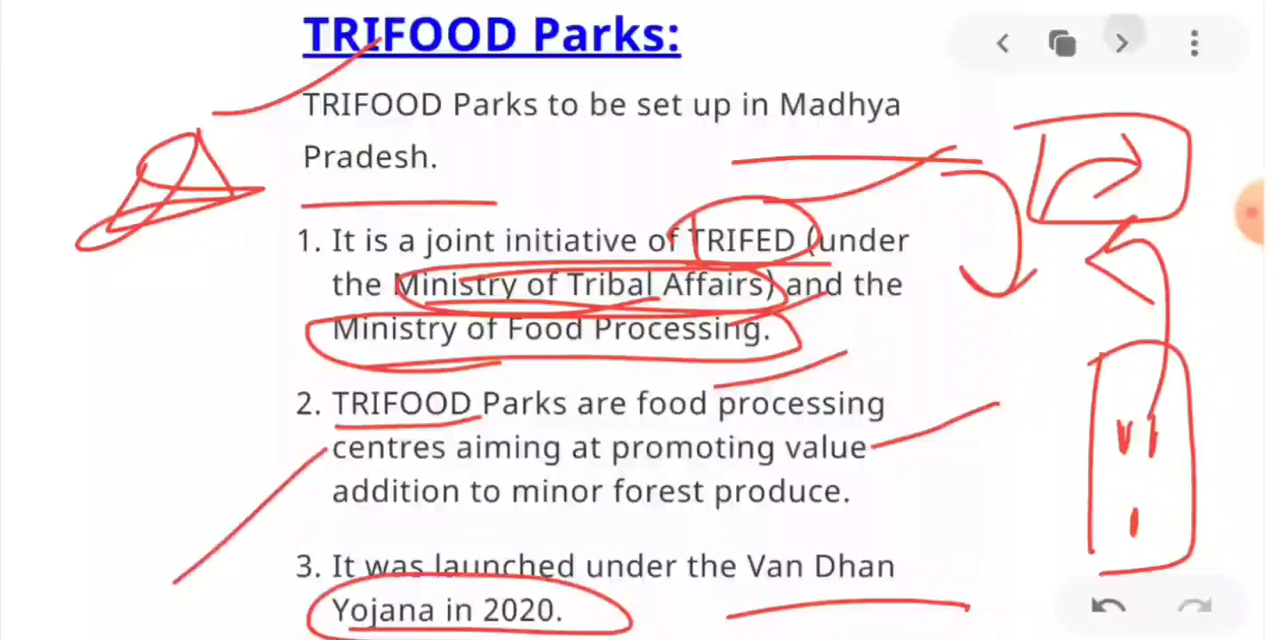 TRIFOOD Parks:
TRIFOOD Parks to be set up in Madhya
Pradesh.
1. It is a joint initiative of TRIFED (under
the Ministry of Tribal Affairs) and the
Ministry of Food Processing.
2. TRIFOOD Parks are food processing
centres aiming at promoting value
addition to minor forest produce.
3. It was launched under the Van Dhan
Yojana in 2020.